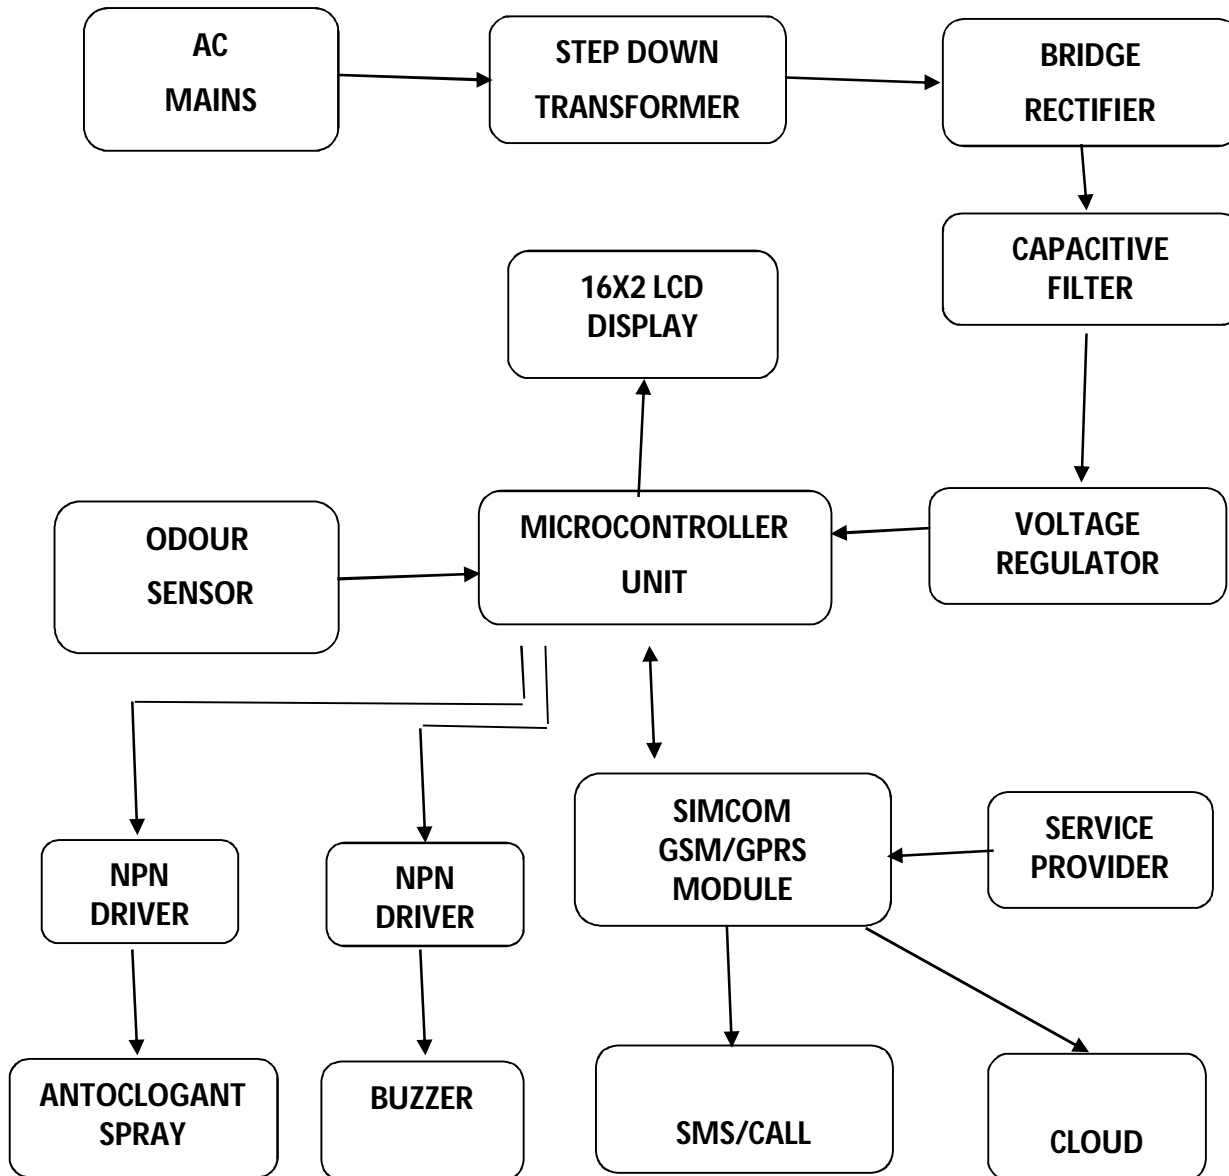 AC
MAINS
STEP DOWN
TRANSFORMER
BRIDGE
RECTIFIER
CAPACITIVE
FILTER
16X2 LCD
DISPLAY
ODOUR
SENSOR
MICROCONTROLLER
UNIT
VOLTAGE
REGULATOR
NPN
DRIVER
NPN
DRIVER
SIMCOM
GSM/GPRS
MODULE
SERVICE
PROVIDER
ANTOCLOGANT
SPRAY
BUZZER
SMS/CALL
CLOUD